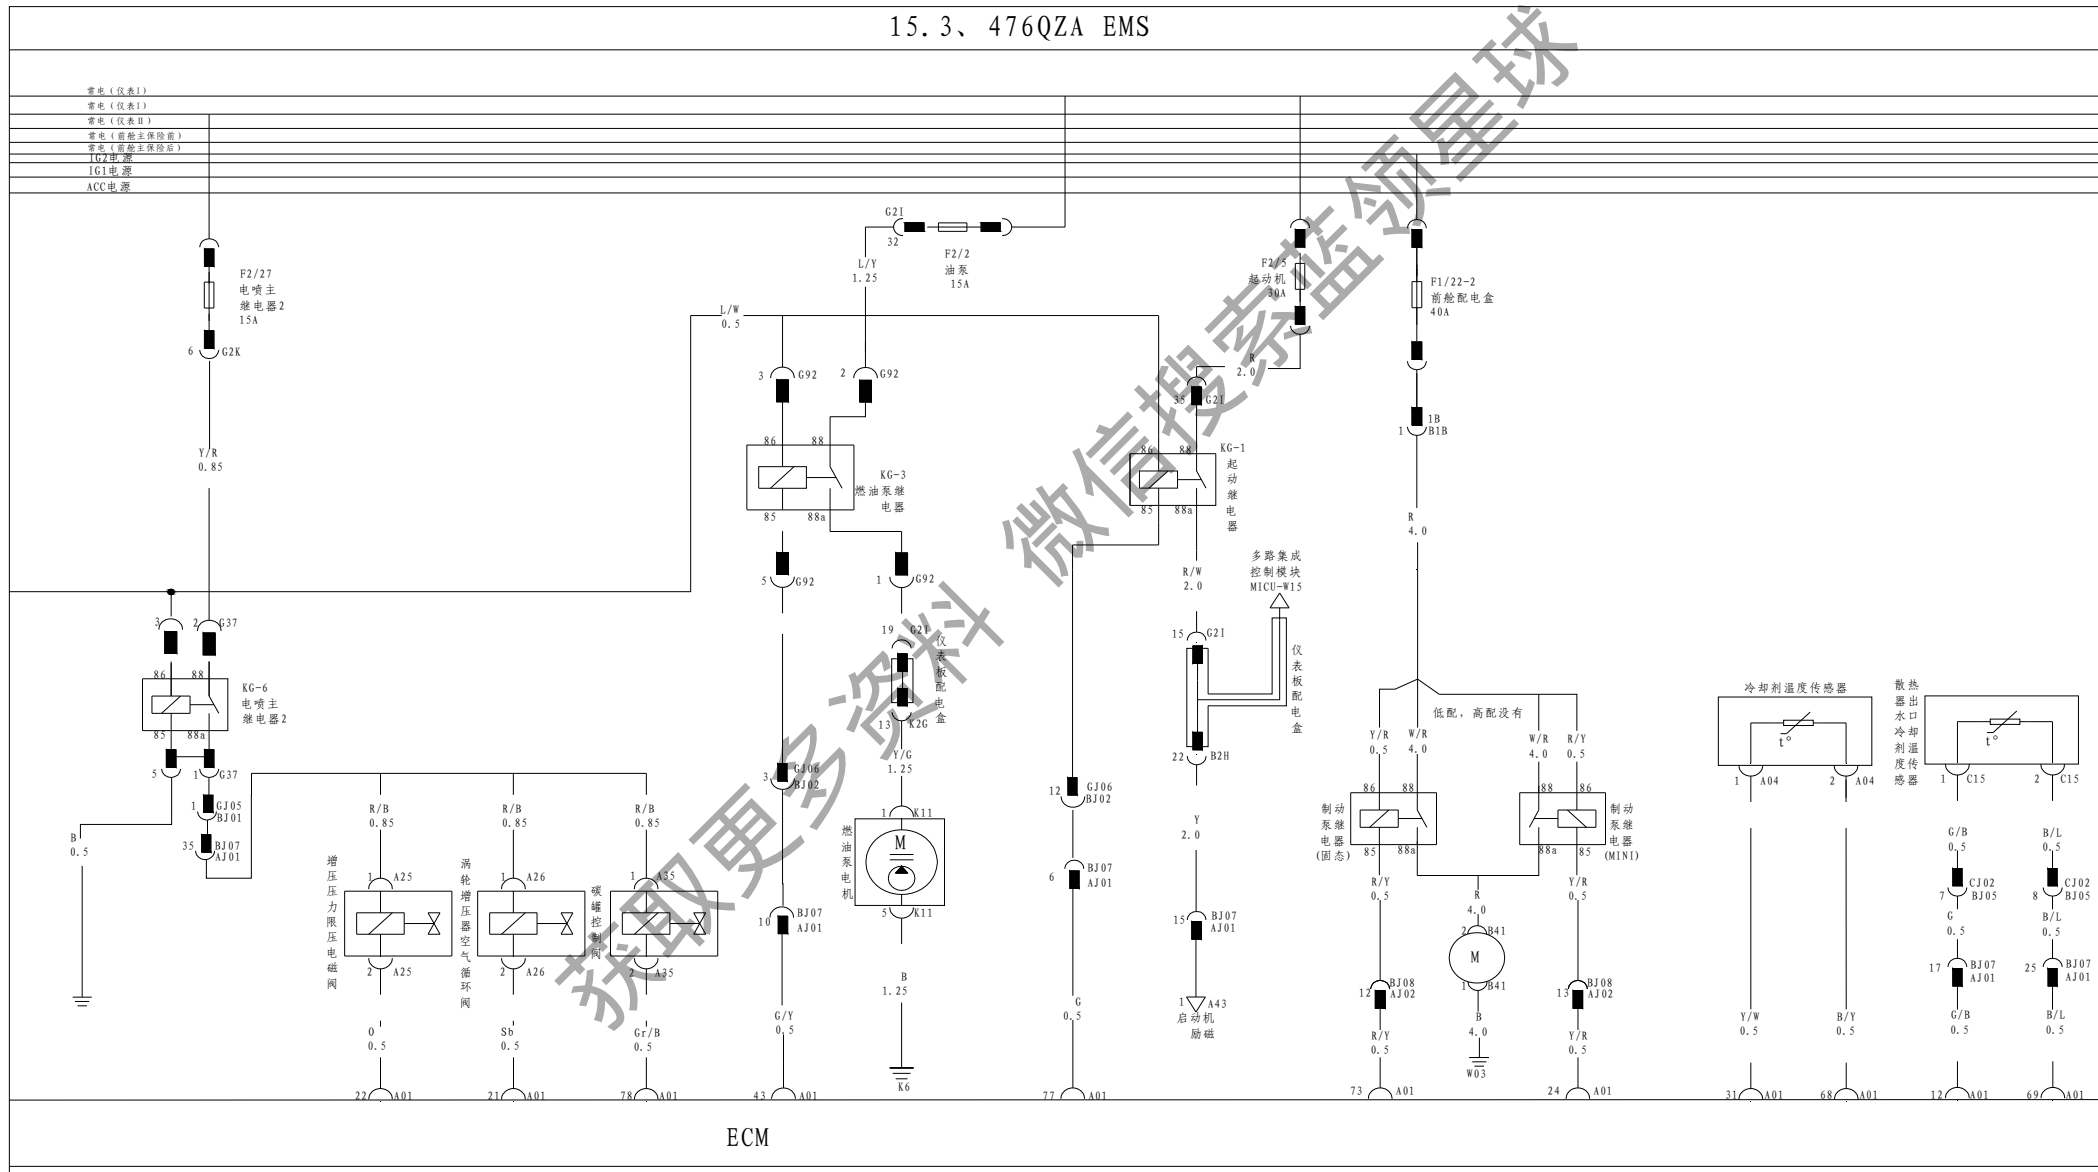 15.3、476QZA EMS
常电（仪表I）
常电（仪表I）
常电（仪表II）
常电（前舱主保险前）
常电（前舱主保险后）
IG2电源
IG1电源
ACC电源
F2/27
电喷主
继电器2
15A
6
G2K
Y/R
0.85
3
2
G37
86
88
KG-6
电喷主
继电器2
85
88a
5
1
G37
1
GJ05
BJ01
35
BJ07
AJ01
B
0.5
R/B
0.85
R/B
0.85
R/B
0.85
增压压力限压电磁阀
1
A25
2
A25
O
0.5
22
A01
涡轮增压器空气循环阀
1
A26
2
A26
Sb
0.5
21
A01
碳罐控制阀
1
A35
2
A35
Gr/B
0.5
78
A01
L/W
0.5
G2I
32
F2/2
油泵
15A
L/Y
1.25
3
G92
2
G92
86
88
KG-3
燃油泵继
电器
85
88a
5
G92
1
G92
19
G2I
仪表板配电盒
13
K2G
Y/G
1.25
3
GJ06
BJ02
燃油泵电机
1
K11
M
5
K11
10
BJ07
AJ01
B
1.25
K6
G/Y
0.5
43
A01
F2/5
起动机
30A
R
2.0
35
G2I
86
88
KG-1
起动继电器
85
88a
R/W
2.0
多路集成
控制模块
MICU-W15
15
G2I
仪表板配电盒
22
B2H
12
GJ06
BJ02
6
BJ07
AJ01
G
0.5
77
A01
Y
2.0
15
BJ07
AJ01
1
A43
启动机
励磁
F1/22-2
前舱配电盒
40A
1B
1
B1B
R
4.0
低配，高配没有
Y/R
0.5
W/R
4.0
W/R
4.0
R/Y
0.5
86
88
88
86
制动
泵继
电器
(固态)
制动
泵继
电器
(MINI)
85
88a
88a
85
R/Y
0.5
R
4.0
Y/R
0.5
2
B41
M
1
B41
B
4.0
W03
12
BJ08
AJ02
13
BJ08
AJ02
R/Y
0.5
Y/R
0.5
73
A01
24
A01
冷却剂温度传感器
t°
1
A04
2
A04
Y/W
0.5
B/Y
0.5
31
A01
68
A01
散热
器出
水口
冷却
剂温
度传
感器
t°
1
C15
2
C15
G/B
0.5
B/L
0.5
7
CJ02
BJ05
8
CJ02
BJ05
G
0.5
B/L
0.5
17
BJ07
AJ01
25
BJ07
AJ01
G/B
0.5
B/L
0.5
12
A01
69
A01
ECM
获取更多资料 微信搜索蓝领星球